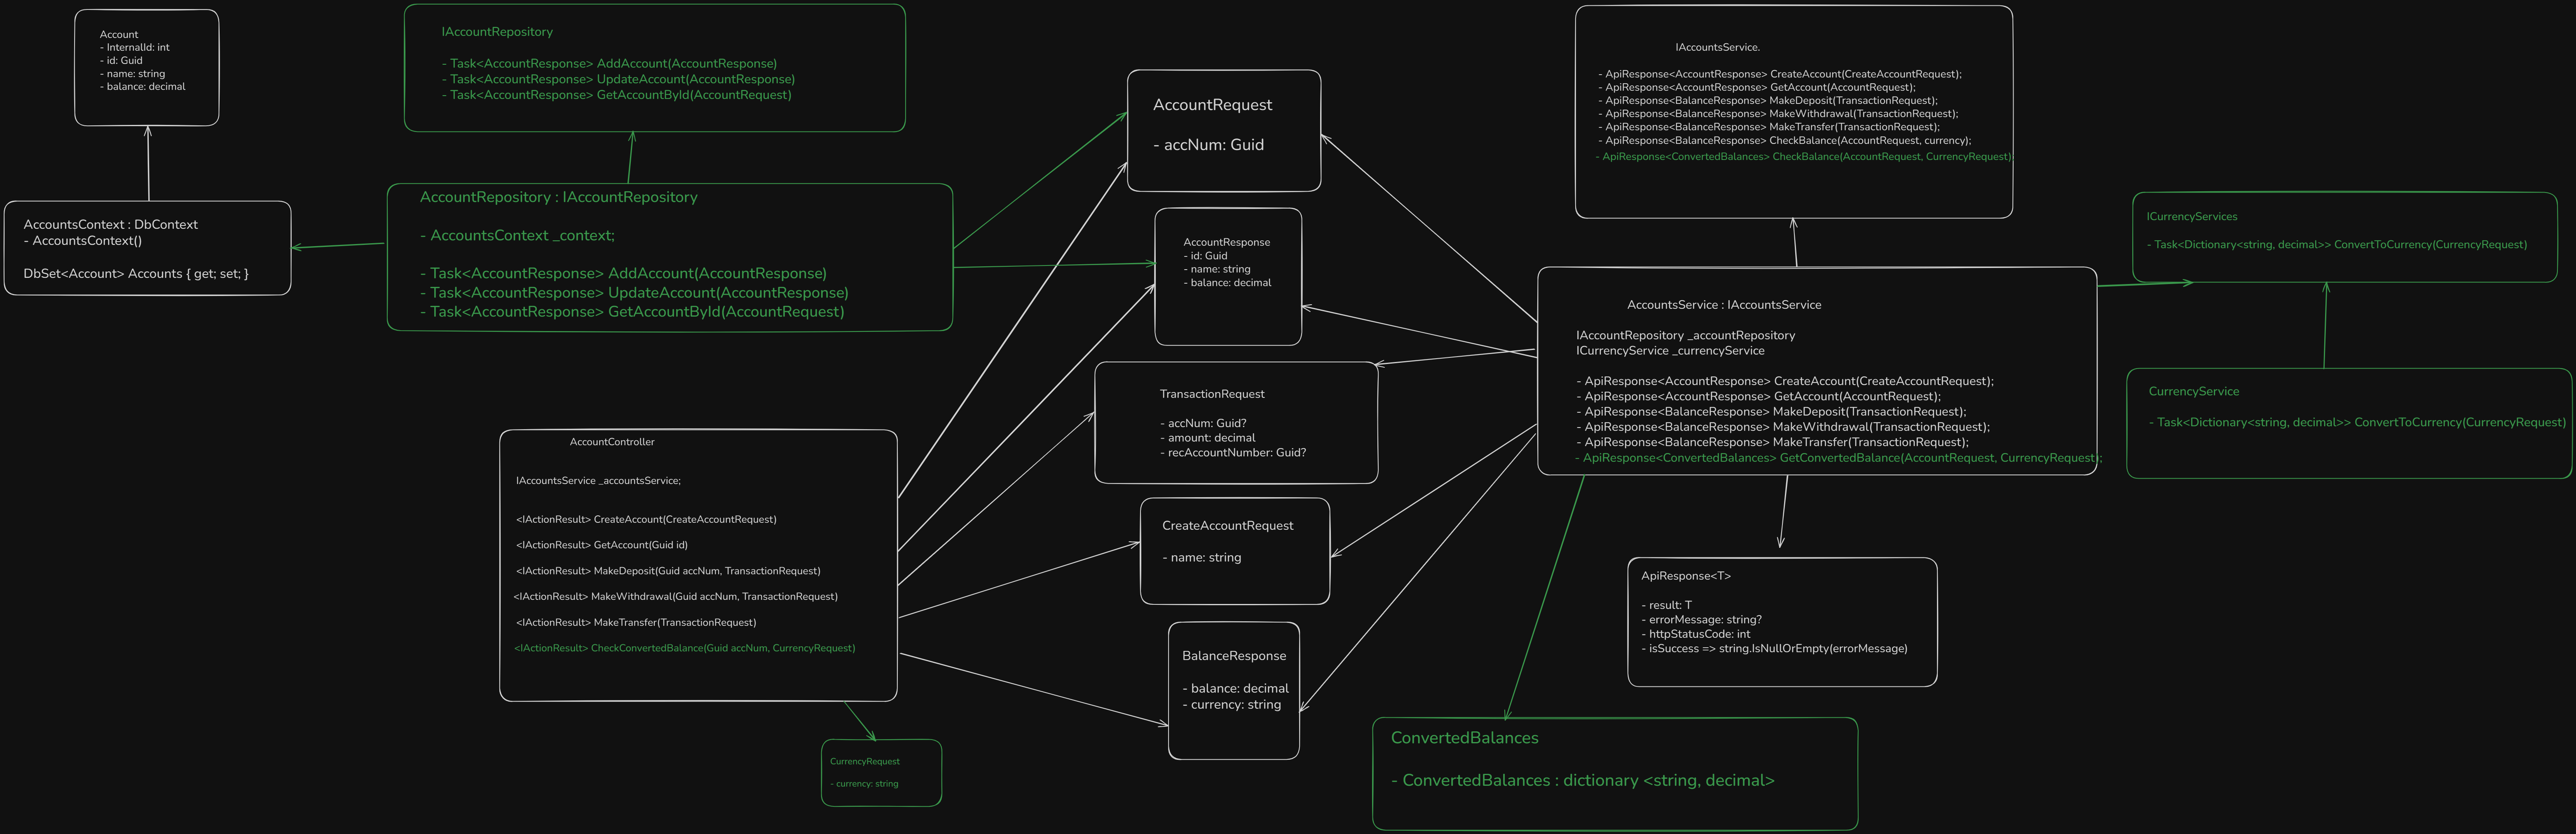 Account
- InternalId: int
- id: Guid
- name: string
- balance: decimal
IAccountRepository
- Task<AccountResponse> AddAccount(AccountResponse)
- Task<AccountResponse> UpdateAccount(AccountResponse)
- Task<AccountResponse> GetAccountById(AccountRequest)
AccountsContext : DbContext
- AccountsContext()
DbSet<Account> Accounts { get; set; }
AccountRepository : IAccountRepository
- AccountsContext _context;
- Task<AccountResponse> AddAccount(AccountResponse)
- Task<AccountResponse> UpdateAccount(AccountResponse)
- Task<AccountResponse> GetAccountById(AccountRequest)
AccountController
IAccountsService _accountsService;
<IActionResult> CreateAccount(CreateAccountRequest)
<IActionResult> GetAccount(Guid id)
<IActionResult> MakeDeposit(Guid accNum, TransactionRequest)
<IActionResult> MakeWithdrawal(Guid accNum, TransactionRequest)
<IActionResult> MakeTransfer(TransactionRequest)
<IActionResult> CheckConvertedBalance(Guid accNum, CurrencyRequest)
CurrencyRequest
- currency: string
AccountRequest
- accNum: Guid
AccountResponse
- id: Guid
- name: string
- balance: decimal
TransactionRequest
- accNum: Guid?
- amount: decimal
- recAccountNumber: Guid?
CreateAccountRequest
- name: string
BalanceResponse
- balance: decimal
- currency: string
IAccountsService.
- ApiResponse<AccountResponse> CreateAccount(CreateAccountRequest);
- ApiResponse<AccountResponse> GetAccount(AccountRequest);
- ApiResponse<BalanceResponse> MakeDeposit(TransactionRequest);
- ApiResponse<BalanceResponse> MakeWithdrawal(TransactionRequest);
- ApiResponse<BalanceResponse> MakeTransfer(TransactionRequest);
- ApiResponse<BalanceResponse> CheckBalance(AccountRequest, currency);
- ApiResponse<ConvertedBalances> CheckBalance(AccountRequest, CurrencyRequest)
AccountsService : IAccountsService
IAccountRepository _accountRepository
ICurrencyService _currencyService
- ApiResponse<AccountResponse> CreateAccount(CreateAccountRequest);
- ApiResponse<AccountResponse> GetAccount(AccountRequest);
- ApiResponse<BalanceResponse> MakeDeposit(TransactionRequest);
- ApiResponse<BalanceResponse> MakeWithdrawal(TransactionRequest);
- ApiResponse<BalanceResponse> MakeTransfer(TransactionRequest);
- ApiResponse<ConvertedBalances> GetConvertedBalance(AccountRequest, CurrencyRequest);
ICurrencyServices
- Task<Dictionary<string, decimal>> ConvertToCurrency(CurrencyRequest)
CurrencyService
- Task<Dictionary<string, decimal>> ConvertToCurrency(CurrencyRequest)
ApiResponse<T>
- result: T
- errorMessage: string?
- httpStatusCode: int
- isSuccess => string.IsNullOrEmpty(errorMessage)
ConvertedBalances
- ConvertedBalances : dictionary <string, decimal>